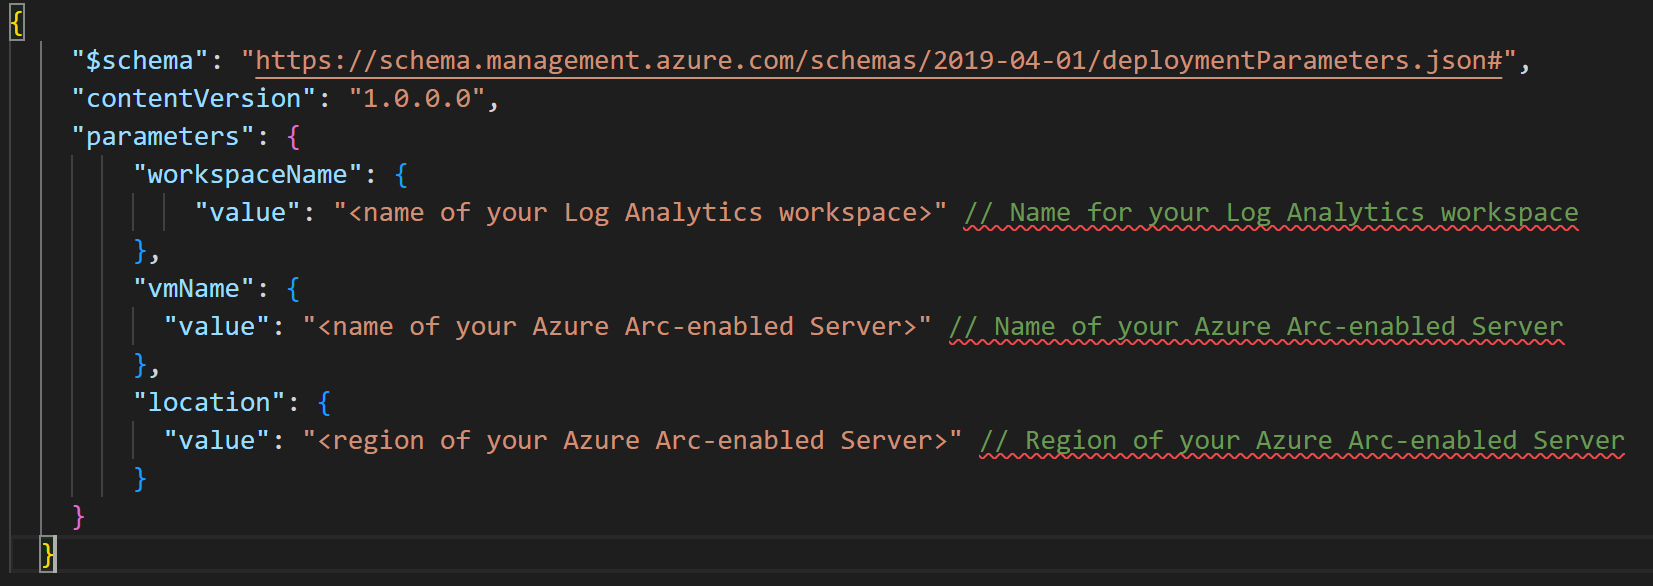 {
"$schema": "https://schema.management.azure.com/schemas/2019-04-01/deploymentParameters.json#",
"contentVersion": "1.0.0.0",
"parameters": {
"workspaceName": {
"value": "<name of your Log Analytics workspace>" // Name for your Log Analytics workspace
},
"vmName": {
"value": "<name of your Azure Arc-enabled Server>" // Name of your Azure Arc-enabled Server
},
"location": {
"value": "<region of your Azure Arc-enabled Server>" // Region of your Azure Arc-enabled Server
}
}
}